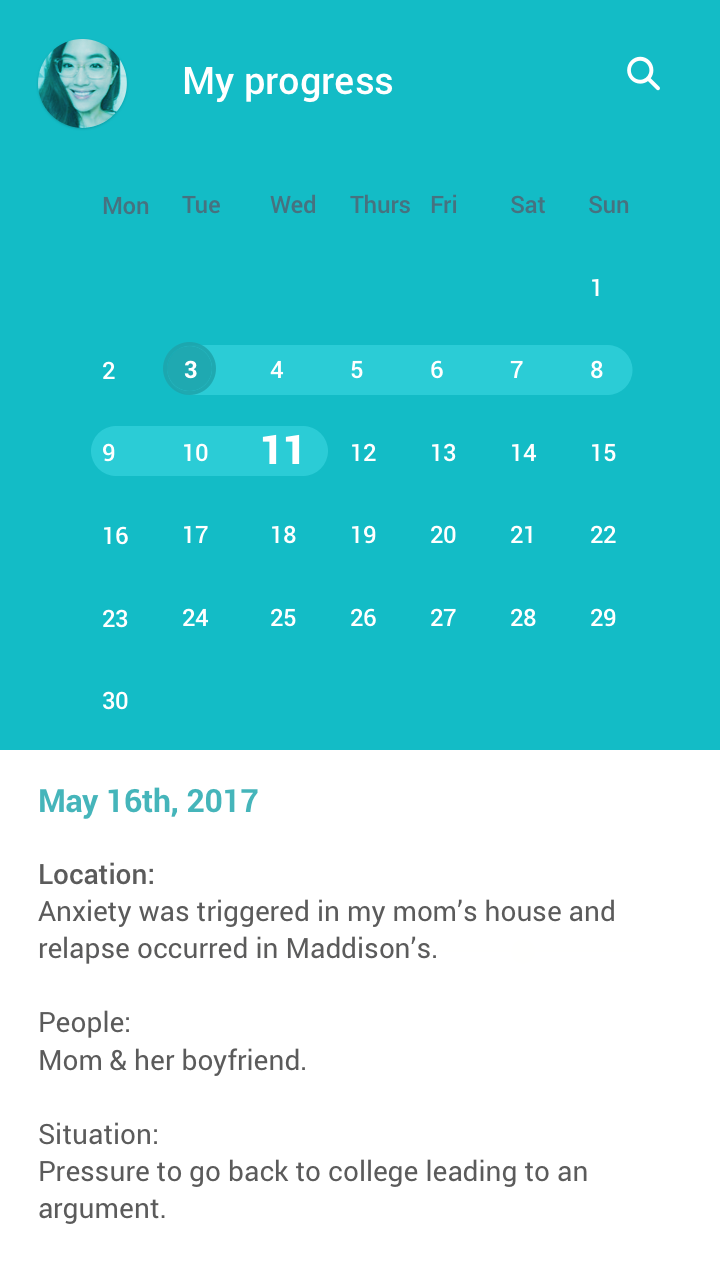 My progress
Mon Tue Wed Thurs Fri Sat Sun
1
2 3 4 5 6 7 8
9 10 11 12 13 14 15
16 17 18 19 20 21 22
23 24 25 26 27 28 29
30
May 16th, 2017
Location:
Anxiety was triggered in my mom’s house and
relapse occurred in Maddison’s.
People:
Mom & her boyfriend.
Situation:
Pressure to go back to college leading to an
argument.